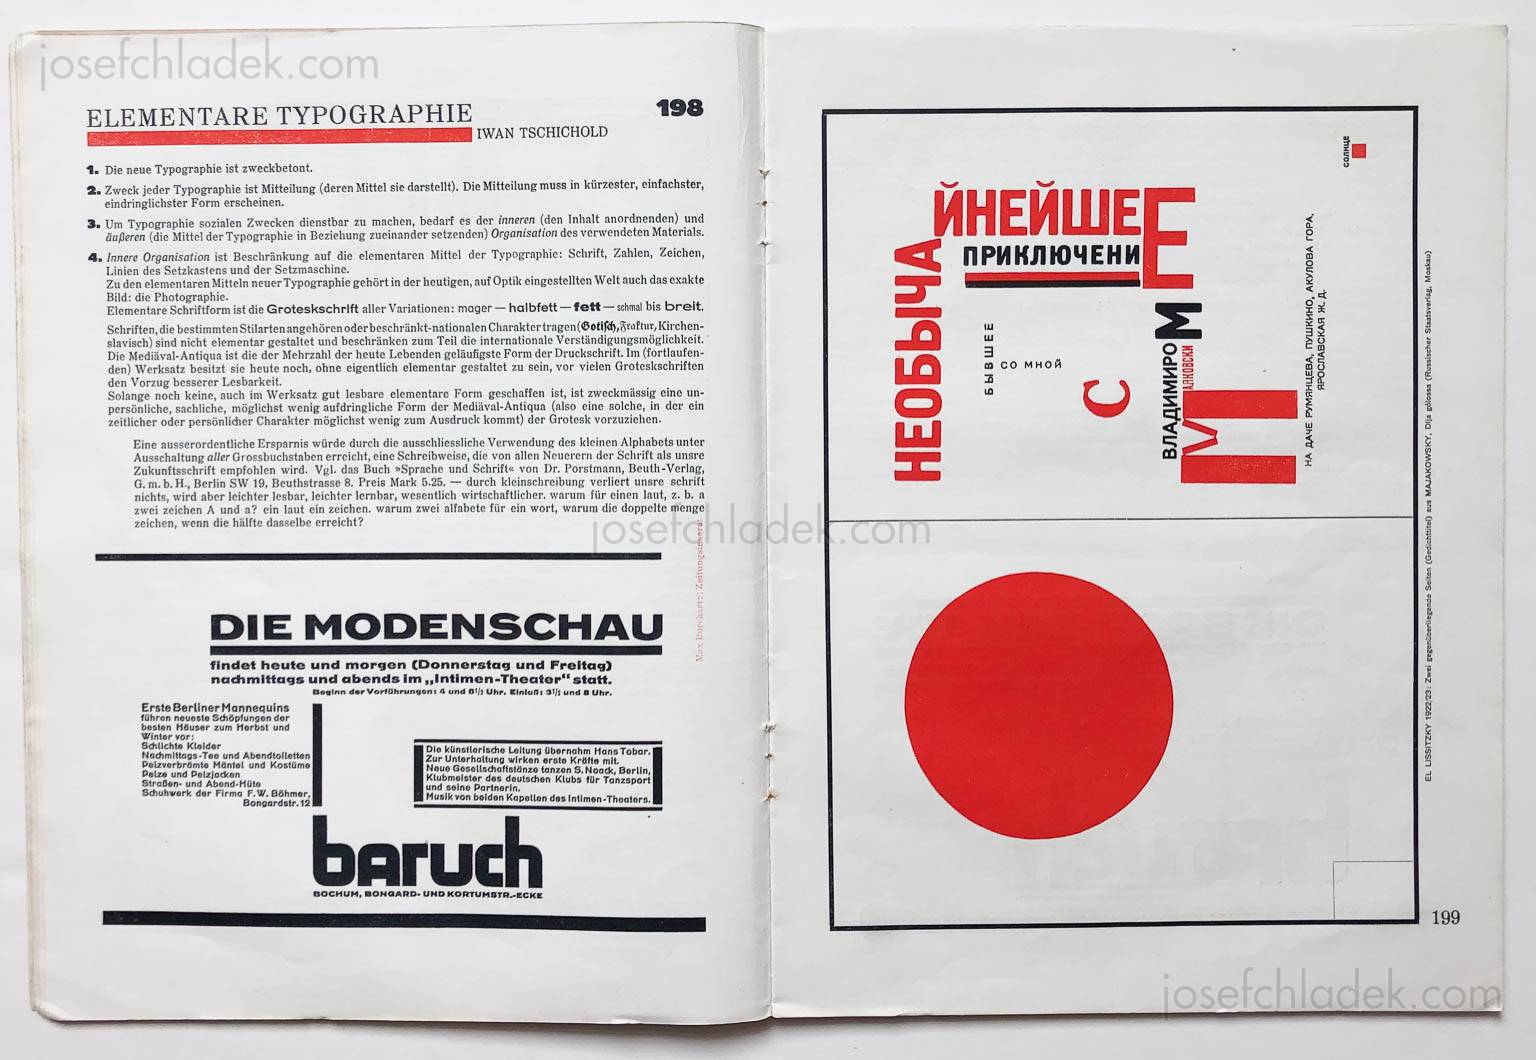 josefchladek.com
ELEMENTARE TYPOGRAPHIE
198
IWAN TSCHICHOLD
1. Die neue Typographie ist zweckbetont.
2. Zweck jeder Typographie ist Mitteilung (deren Mittel sie darstellt). Die Mitteilung muss in kürzester, einfachster,
eindringlichster Form erscheinen.
3. Um Typographie sozialen Zwecken dienstbar zu machen, bedarf es der inneren (den Inhalt anordnenden) und
äußeren (die Mittel der Typographie in Beziehung zueinander setzenden) Organisation des verwendeten Materials.
4. Innere Organisation ist Beschränkung auf die elementaren Mittel der Typographie: Schrift, Zahlen, Zeichen,
Linien des Setzkastens und der Setzmaschine.
Zu den elementaren Mitteln neuer Typographie gehört in der heutigen, auf Optik eingestellten Welt auch das exakte
Bild: die Photographie.
Elementare Schriftform ist die Groteskschrift aller Variationen: mager — halbfett — fett — schmal bis breit.
Schriften, die bestimmten Stilarten angehören oder beschränkt-nationalen Charakter tragen (Gotisch, Fraktur, Kirchen-
slavisch) sind nicht elementar gestaltet und beschränken zum Teil die internationale Verständigungsmöglichkeit.
Die Mediäval-Antiqua ist die der Mehrzahl der heute Lebenden geläufigste Form der Druckschrift. Im (fortlaufen-
den) Werksatz besitzt sie heute noch, ohne eigentlich elementar gestaltet zu sein, vor vielen Groteskschriften
den Vorzug besserer Lesbarkeit.
Solange noch keine, auch im Werksatz gut lesbare elementare Form geschaffen ist, ist zweckmässig eine un-
persönliche, sachliche, möglichst wenig aufdringliche Form der Mediäval-Antiqua (also eine solche, in der ein
zeitlicher oder persönlicher Charakter möglichst wenig zum Ausdruck kommt) der Grotesk vorzuziehen.
Eine ausserordentliche Ersparnis würde durch die ausschliessliche Verwendung des kleinen Alphabets unter
Ausschaltung aller Grossbuchstaben erreicht, eine Schreibweise, die von allen Neuerern der Schrift als unsre
Zukunftsschrift empfohlen wird. Vgl. das Buch »Sprache und Schrift« von Dr. Porstmann, Beuth-Verlag,
G. m. b. H., Berlin SW 19, Beuthstrasse 8. Preis Mark 5.25. — durch kleinschreibung verliert unsre schrift
nichts, wird aber leichter lesbar, leichter lernbar, wesentlich wirtschaftlicher. warum für einen laut, z. b. a
zwei zeichen A und a? ein laut ein zeichen. warum zwei alfabete für ein wort, warum die doppelte menge
zeichen, wenn die hälfte dasselbe erreicht?
Max Burchartz: Zeitungsinserat
DIE MODENSCHAU
findet heute und morgen (Donnerstag und Freitag)
nachmittags und abends im „Intimen-Theater“ statt.
Beginn der Vorführungen: 4 und 8½ Uhr. Einlaß: 3½ und 8 Uhr.
Erste Berliner Mannequins
führen neueste Schöpfungen der
besten Häuser zum Herbst und
Winter vor:
Schlichte Kleider
Nachmittags-Tee und Abendtoiletten
Pelzverbrämte Mäntel und Kostüme
Pelze und Pelzjacken
Straßen- und Abend-Hüte
Schuhwerk der Firma F. W. Böhmer,
Bongardstr. 12
Die künstlerische Leitung übernahm Hans Tobar.
Zur Unterhaltung wirken erste Kräfte mit.
Neue Gesellschaftstänze tanzen S. Noack, Berlin,
Klubmeister des deutschen Klubs für Tanzsport
und seine Partnerin.
Musik von beiden Kapellen des Intimen-Theaters.
baruch
BOCHUM, BONGARD- UND KORTUMSTR.-ECKE
НЕОБЫЧАЙНЕЙШЕЕ
ПРИКЛЮЧЕНИЕ
БЫВШЕЕ
СО МНОЙ
С
ВЛАДИМИРОМ
МАЯКОВСКИМ
НА ДАЧЕ РУМЯНЦЕВА, ПУШКИНО, АКУЛОВА ГОРА,
ЯРОСЛАВСКАЯ Ж. Д.
СОЛНЦЕ
EL LISSITZKY 1922/23: Zwei gegenüberliegende Seiten (Gedichttitel) aus MAJAKOWSKY, Dlja gólossa (Russischer Staatsverlag, Moskau)
199
josefchladek.com
josefchladek.com